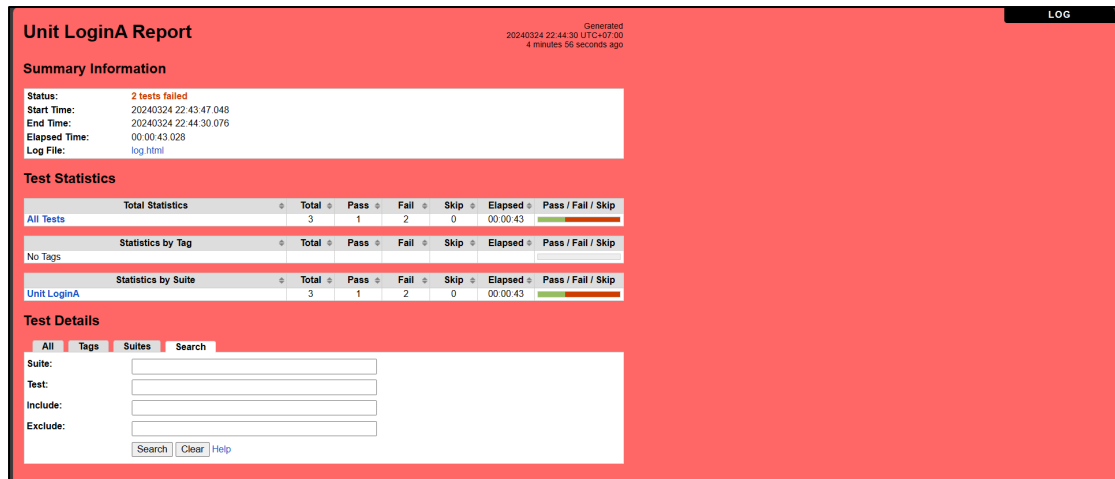 LOG
Unit LoginA Report
Generated
20240324 22:44:30 UTC+07:00
4 minutes 56 seconds ago
Summary Information
Status: 2 tests failed
Start Time: 20240324 22:43:47.048
End Time: 20240324 22:44:30.076
Elapsed Time: 00:00:43.028
Log File: log.html
Test Statistics
Total Statistics Total Pass Fail Skip Elapsed Pass / Fail / Skip
All Tests 3 1 2 0 00:00:43
Statistics by Tag Total Pass Fail Skip Elapsed Pass / Fail / Skip
No Tags
Statistics by Suite Total Pass Fail Skip Elapsed Pass / Fail / Skip
Unit LoginA 3 1 2 0 00:00:43
Test Details
All Tags Suites Search
Suite:
Test:
Include:
Exclude:
Search Clear Help